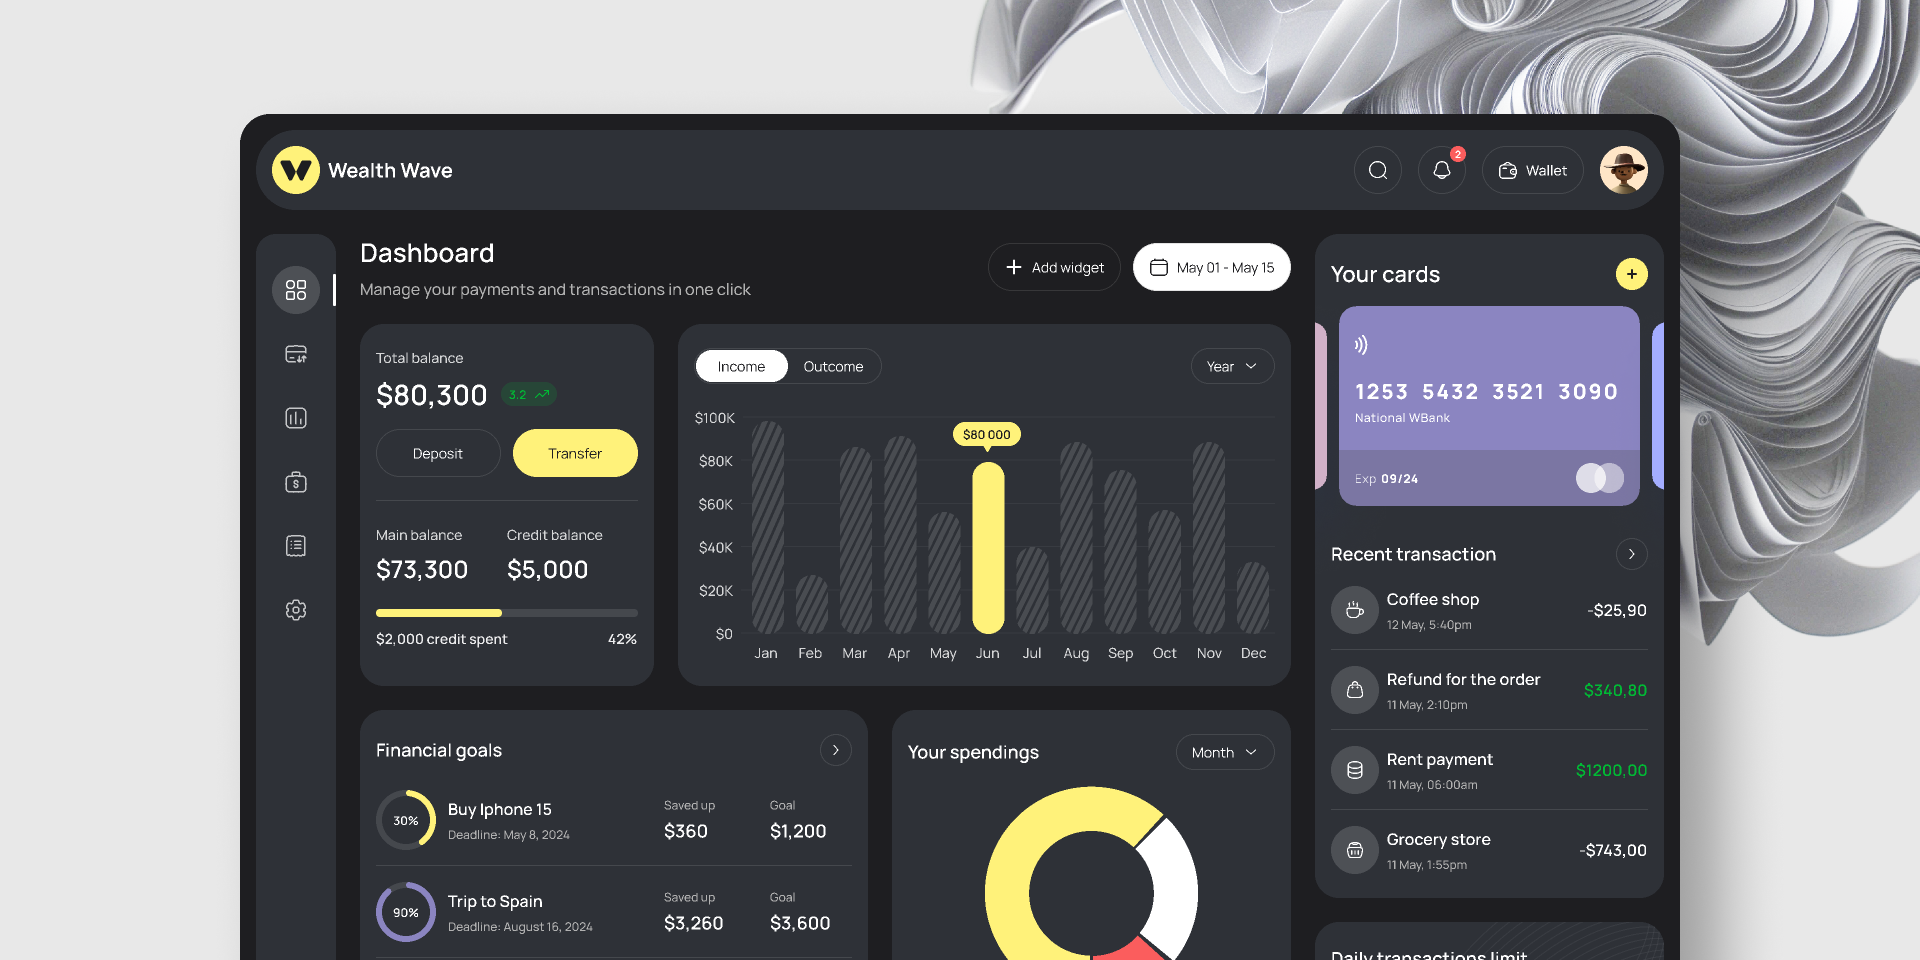 Wealth Wave
2
Wallet
Dashboard
Manage your payments and transactions in one click
Add widget
May 01 - May 15
Total balance
$80,300
3.2
Deposit
Transfer
Main balance
Credit balance
$73,300
$5,000
$2,000 credit spent
42%
Income
Outcome
Year
$100K
$80K
$60K
$40K
$20K
$0
$80 000
Jan
Feb
Mar
Apr
May
Jun
Jul
Aug
Sep
Oct
Nov
Dec
Financial goals
30%
Buy Iphone 15
Deadline: May 8, 2024
Saved up
$360
Goal
$1,200
90%
Trip to Spain
Deadline: August 16, 2024
Saved up
$3,260
Goal
$3,600
Your spendings
Month
Your cards
1253 5432 3521 3090
National WBank
Exp 09/24
Recent transaction
Coffee shop
12 May, 5:40pm
-$25,90
Refund for the order
11 May, 2:10pm
$340,80
Rent payment
11 May, 06:00am
$1200,00
Grocery store
11 May, 1:55pm
-$743,00
Daily transactions limit